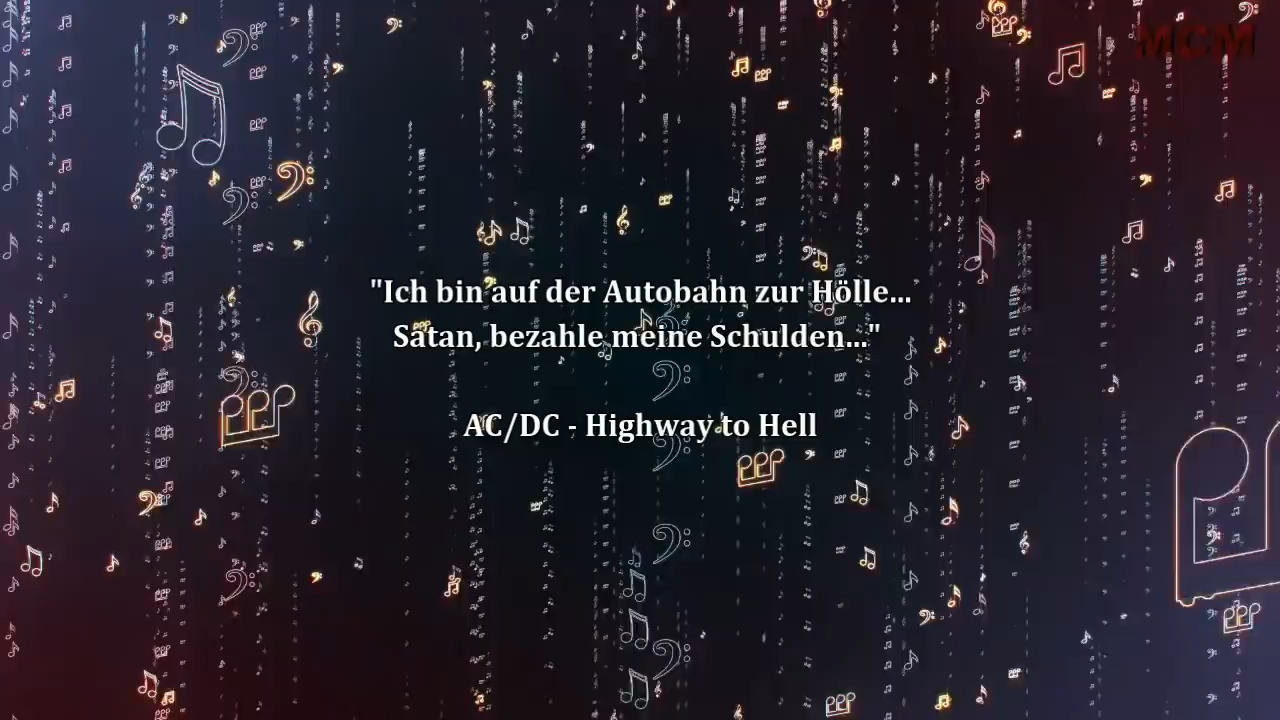 MCM
"Ich bin auf der Autobahn zur Hölle...
Satan, bezahle meine Schulden..."
AC/DC - Highway to Hell